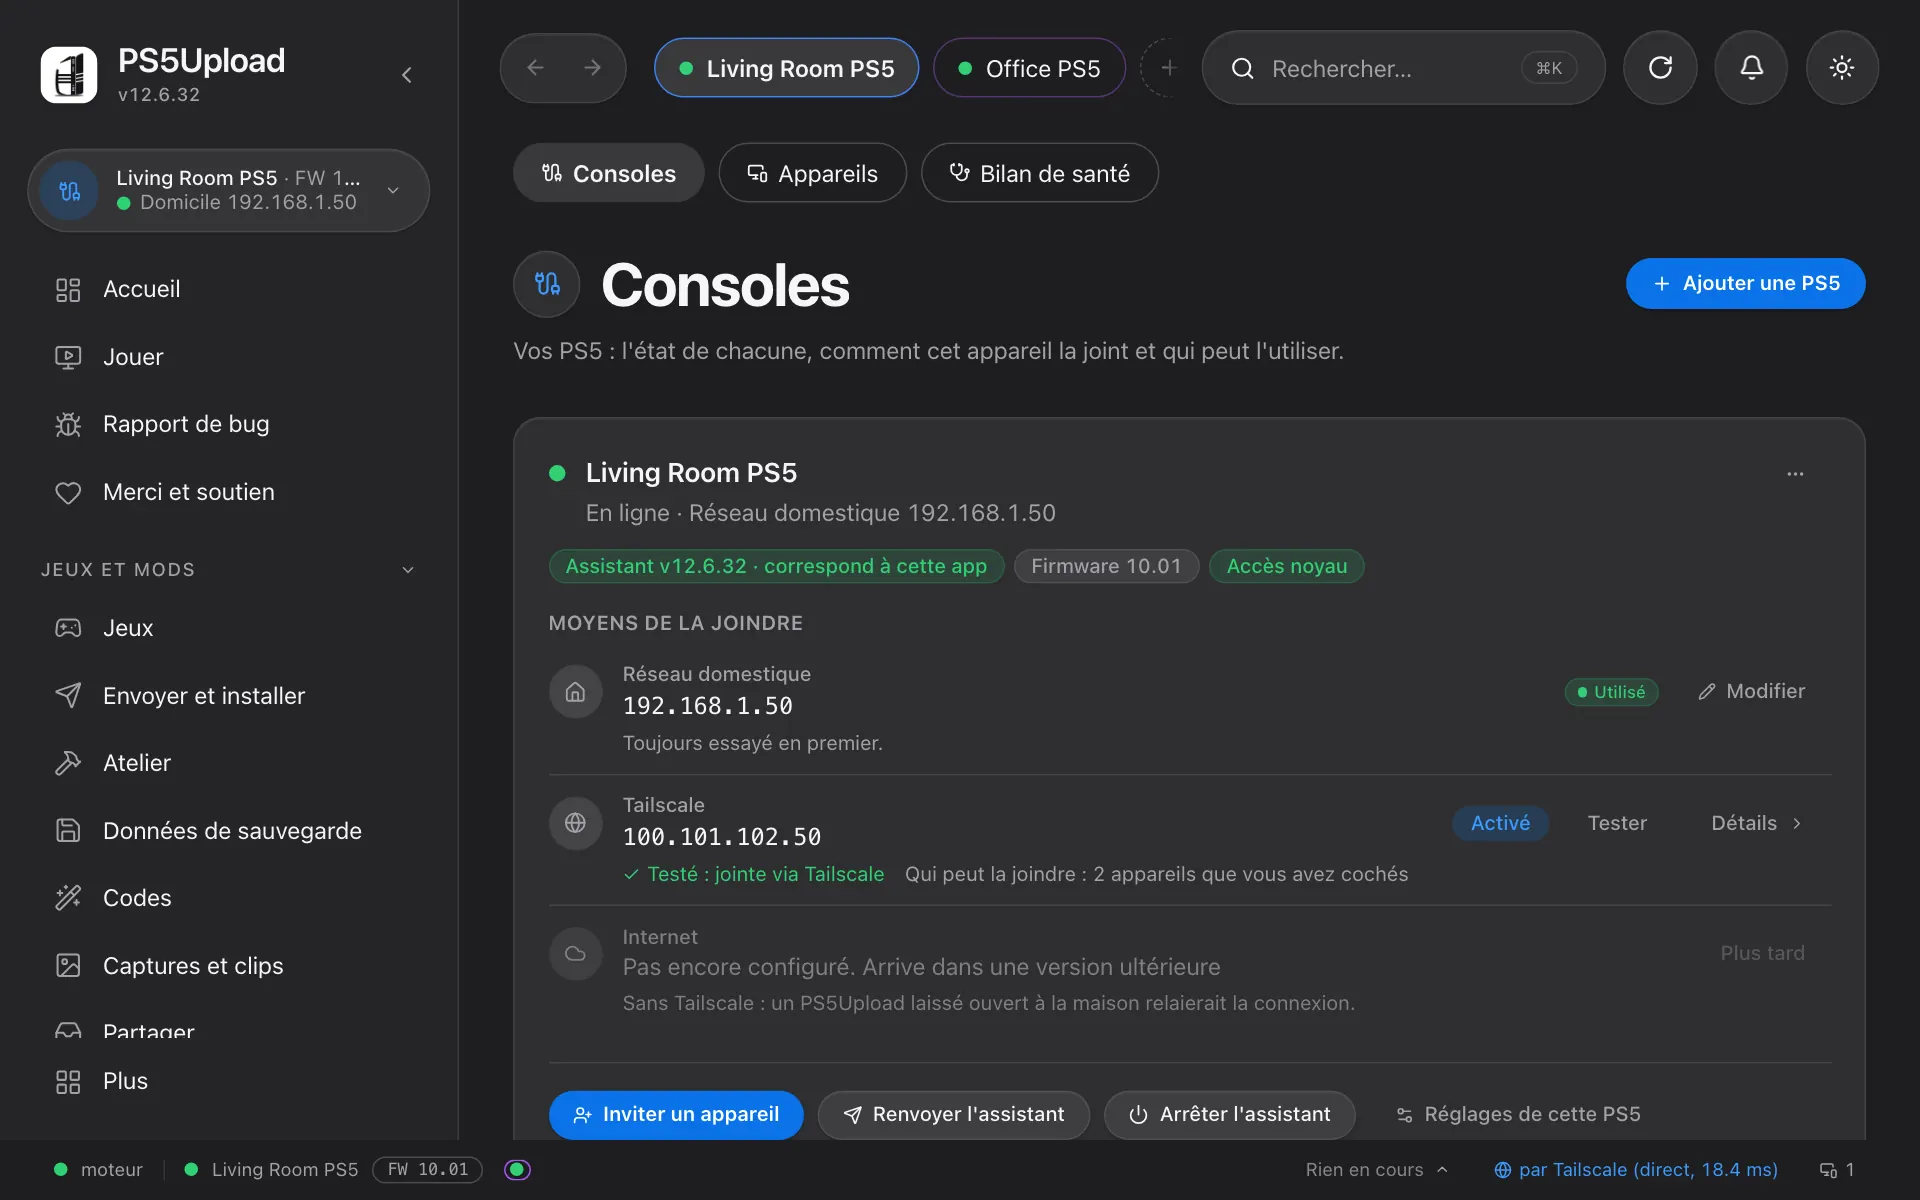 PS5Upload
v12.6.32
Living Room PS5 · FW 1...
Domicile 192.168.1.50
Accueil
Jouer
Rapport de bug
Merci et soutien
JEUX ET MODS
Jeux
Envoyer et installer
Atelier
Données de sauvegarde
Codes
Captures et clips
Partager
Plus
Living Room PS5
Office PS5
Rechercher...
⌘K
Consoles
Appareils
Bilan de santé
Consoles
Ajouter une PS5
Vos PS5 : l'état de chacune, comment cet appareil la joint et qui peut l'utiliser.
Living Room PS5
En ligne · Réseau domestique 192.168.1.50
Assistant v12.6.32 · correspond à cette app
Firmware 10.01
Accès noyau
MOYENS DE LA JOINDRE
Réseau domestique
192.168.1.50
Toujours essayé en premier.
Utilisé
Modifier
Tailscale
100.101.102.50
Testé : jointe via Tailscale
Qui peut la joindre : 2 appareils que vous avez cochés
Activé
Tester
Détails
Internet
Pas encore configuré. Arrive dans une version ultérieure
Sans Tailscale : un PS5Upload laissé ouvert à la maison relaierait la connexion.
Plus tard
Inviter un appareil
Renvoyer l'assistant
Arrêter l'assistant
Réglages de cette PS5
moteur
Living Room PS5
FW 10.01
Rien en cours
par Tailscale (direct, 18.4 ms)
1